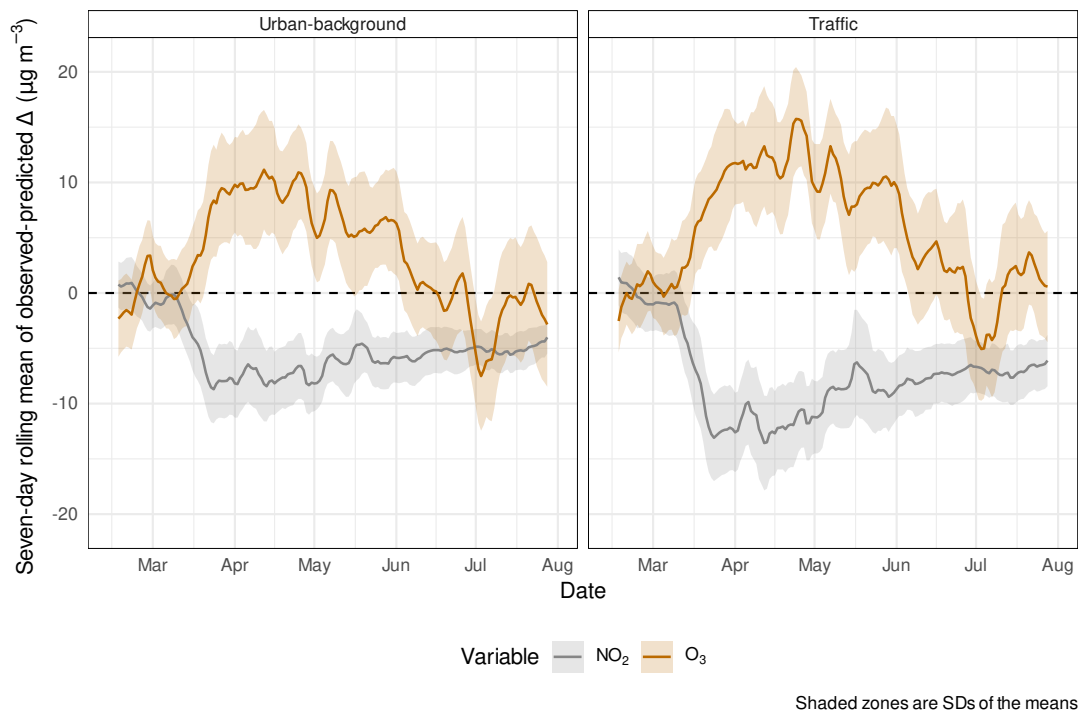 Urban-background Traffic
Seven-day rolling mean of observed-predicted Δ (µg m⁻³)
20
10
0
-10
-20
Mar Apr May Jun Jul Aug Mar Apr May Jun Jul Aug
Date
Variable NO₂ O₃
Shaded zones are SDs of the means